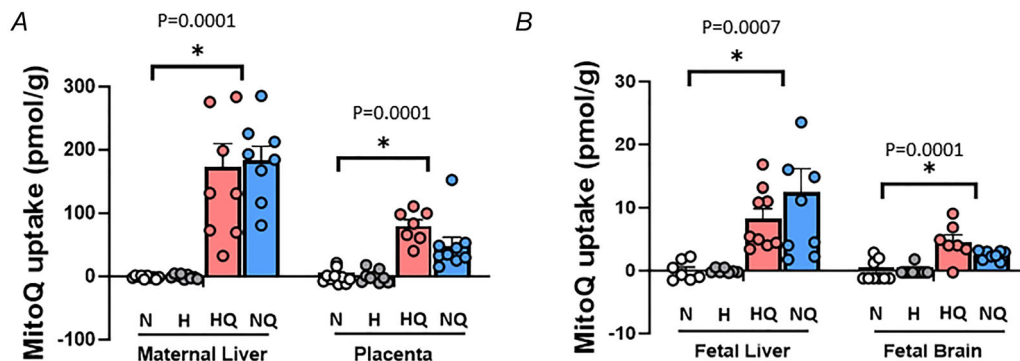 A
P=0.0001
*
P=0.0001
*
MitoQ uptake (pmol/g)
300
200
100
0
-100
N H HQ NQ N H HQ NQ
Maternal Liver Placenta
B
P=0.0007
*
P=0.0001
*
MitoQ uptake (pmol/g)
30
20
10
0
-10
N H HQ NQ N H HQ NQ
Fetal Liver Fetal Brain